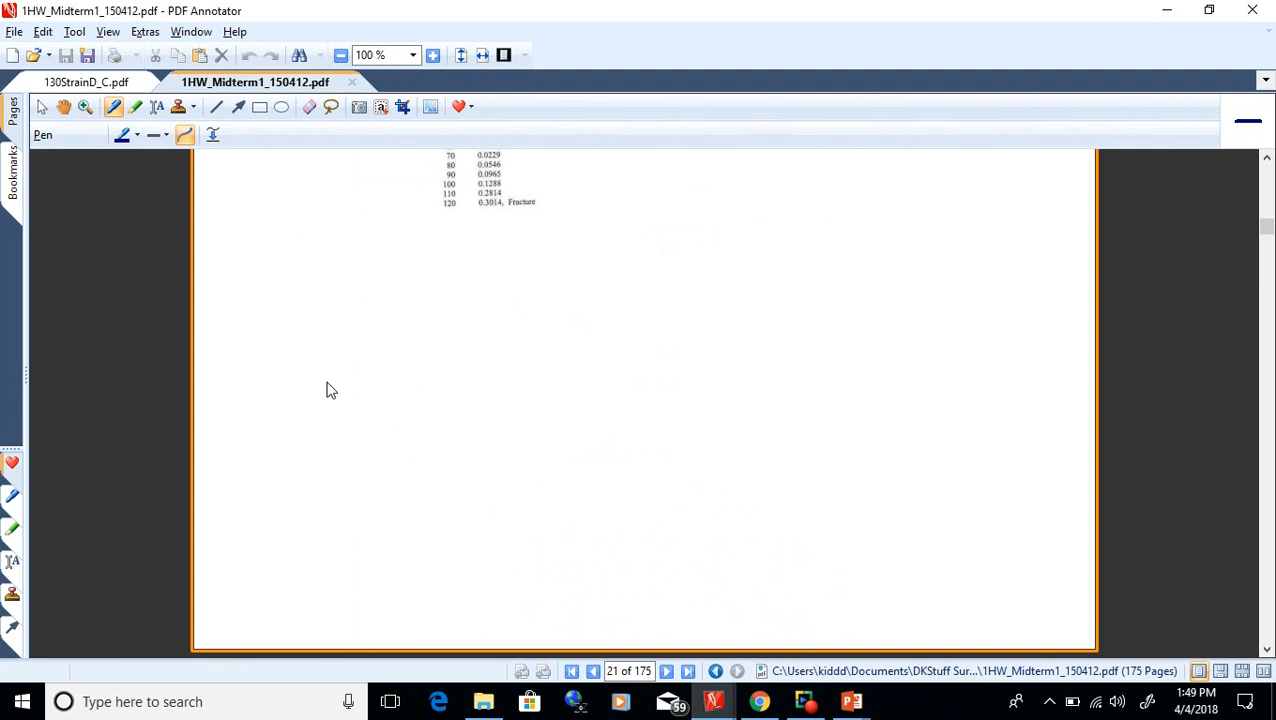 1HW_Midterm1_150412.pdf - PDF Annotator
File Edit Tool View Extras Window Help
100 %
130StrainD_C.pdf 1HW_Midterm1_150412.pdf
Pen
Pages
Bookmarks
70 0.0229
80 0.0546
90 0.0965
100 0.1288
110 0.2814
120 0.3014, Fracture
21 of 175 C:\Users\kiddd\Documents\DKStuff Sur...\1HW_Midterm1_150412.pdf (175 Pages)
Type here to search
59
1:49 PM
4/4/2018